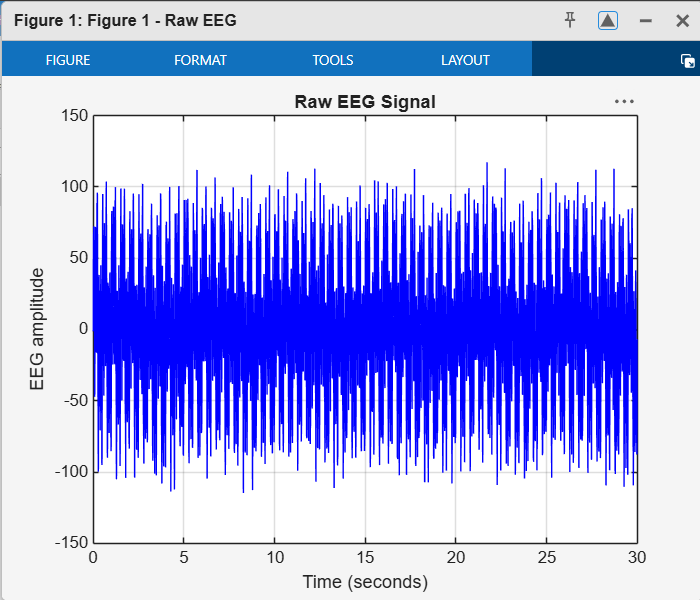 Figure 1: Figure 1 - Raw EEG
FIGURE FORMAT TOOLS LAYOUT
Raw EEG Signal
150
100
50
0
-50
-100
-150
EEG amplitude
0 5 10 15 20 25 30
Time (seconds)